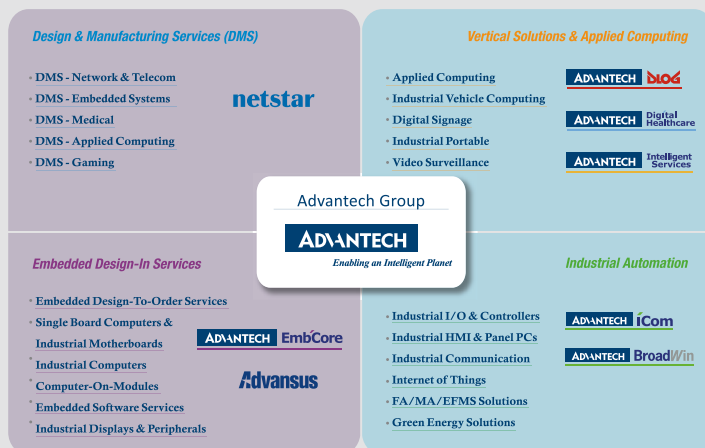 Design & Manufacturing Services (DMS)
• DMS - Network & Telecom
• DMS - Embedded Systems
• DMS - Medical
• DMS - Applied Computing
• DMS - Gaming
netstar
Vertical Solutions & Applied Computing
• Applied Computing
• Industrial Vehicle Computing
• Digital Signage
• Industrial Portable
• Video Surveillance
ADVANTECH DLOG
ADVANTECH Digital Healthcare
ADVANTECH Intelligent Services
Advantech Group
ADVANTECH
Enabling an Intelligent Planet
Embedded Design-In Services
• Embedded Design-To-Order Services
• Single Board Computers &
Industrial Motherboards
• Industrial Computers
• Computer-On-Modules
• Embedded Software Services
• Industrial Displays & Peripherals
ADVANTECH EmbCore
Advansus
Industrial Automation
• Industrial I/O & Controllers
• Industrial HMI & Panel PCs
• Industrial Communication
• Internet of Things
• FA/MA/EFMS Solutions
• Green Energy Solutions
ADVANTECH iCom
ADVANTECH BroadWin